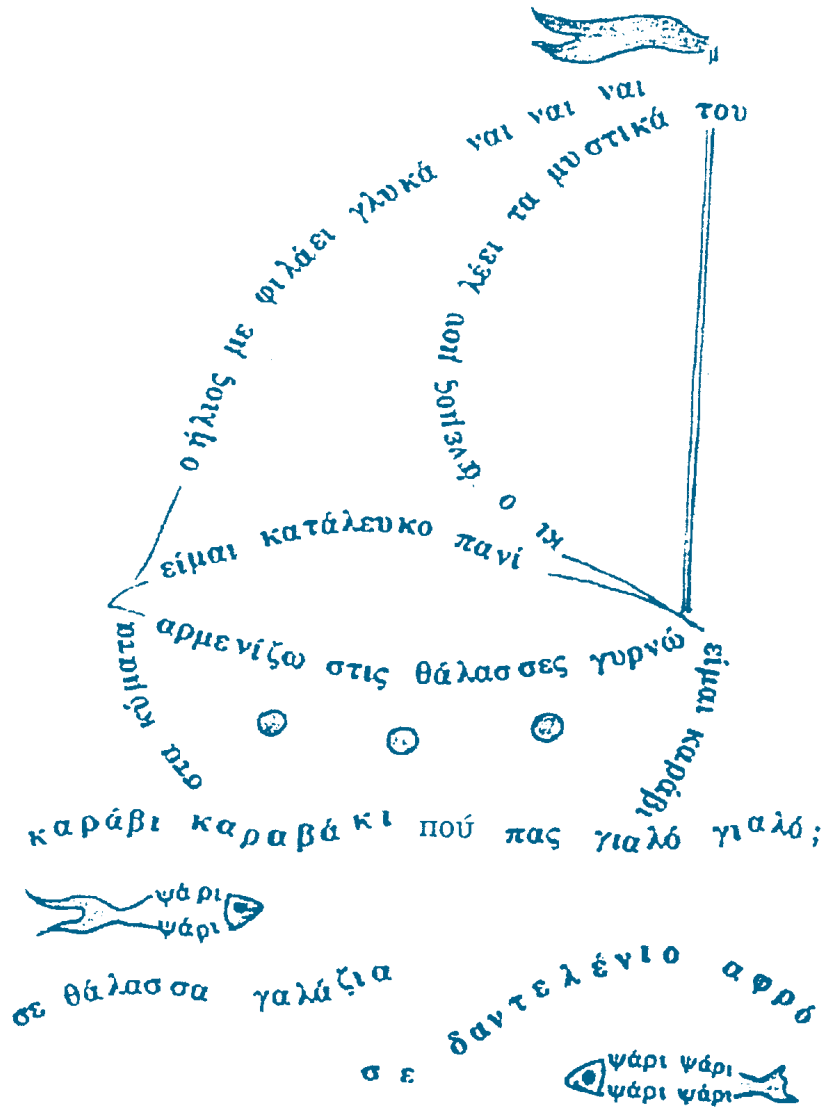 μ
ο ήλιος με φιλάει γλυκά ναι ναι ναι
κι ο άνεμος μου λέει τα μυστικά του
είμαι κατάλευκο πανί
αρμενίζω στις θάλασσες γυρνώ
στα κύματα
είμαι καράβι
καράβι καραβάκι πού πας γιαλό γιαλό;
ψάρι
ψάρι
σε θάλασσα γαλάζια
σε δαντελένιο αφρό
ψάρι ψάρι
ψάρι ψάρι